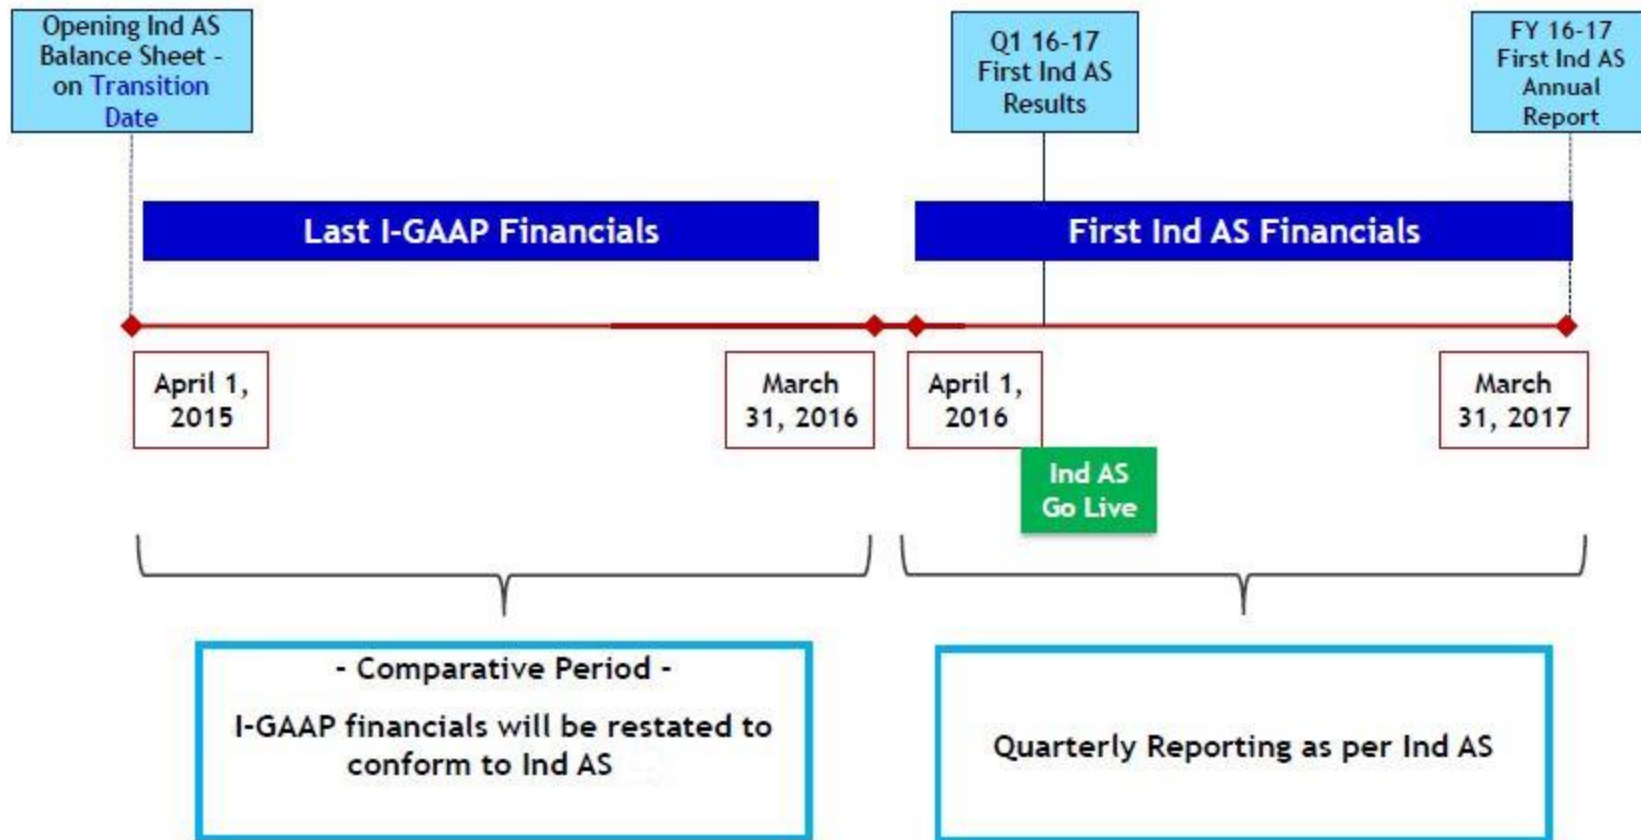 Opening Ind AS
Balance Sheet -
on Transition
Date
Q1 16-17
First Ind AS
Results
FY 16-17
First Ind AS
Annual
Report
Last I-GAAP Financials
First Ind AS Financials
April 1,
2015
March
31, 2016
April 1,
2016
March
31, 2017
Ind AS
Go Live
- Comparative Period -
I-GAAP financials will be restated to
conform to Ind AS
Quarterly Reporting as per Ind AS